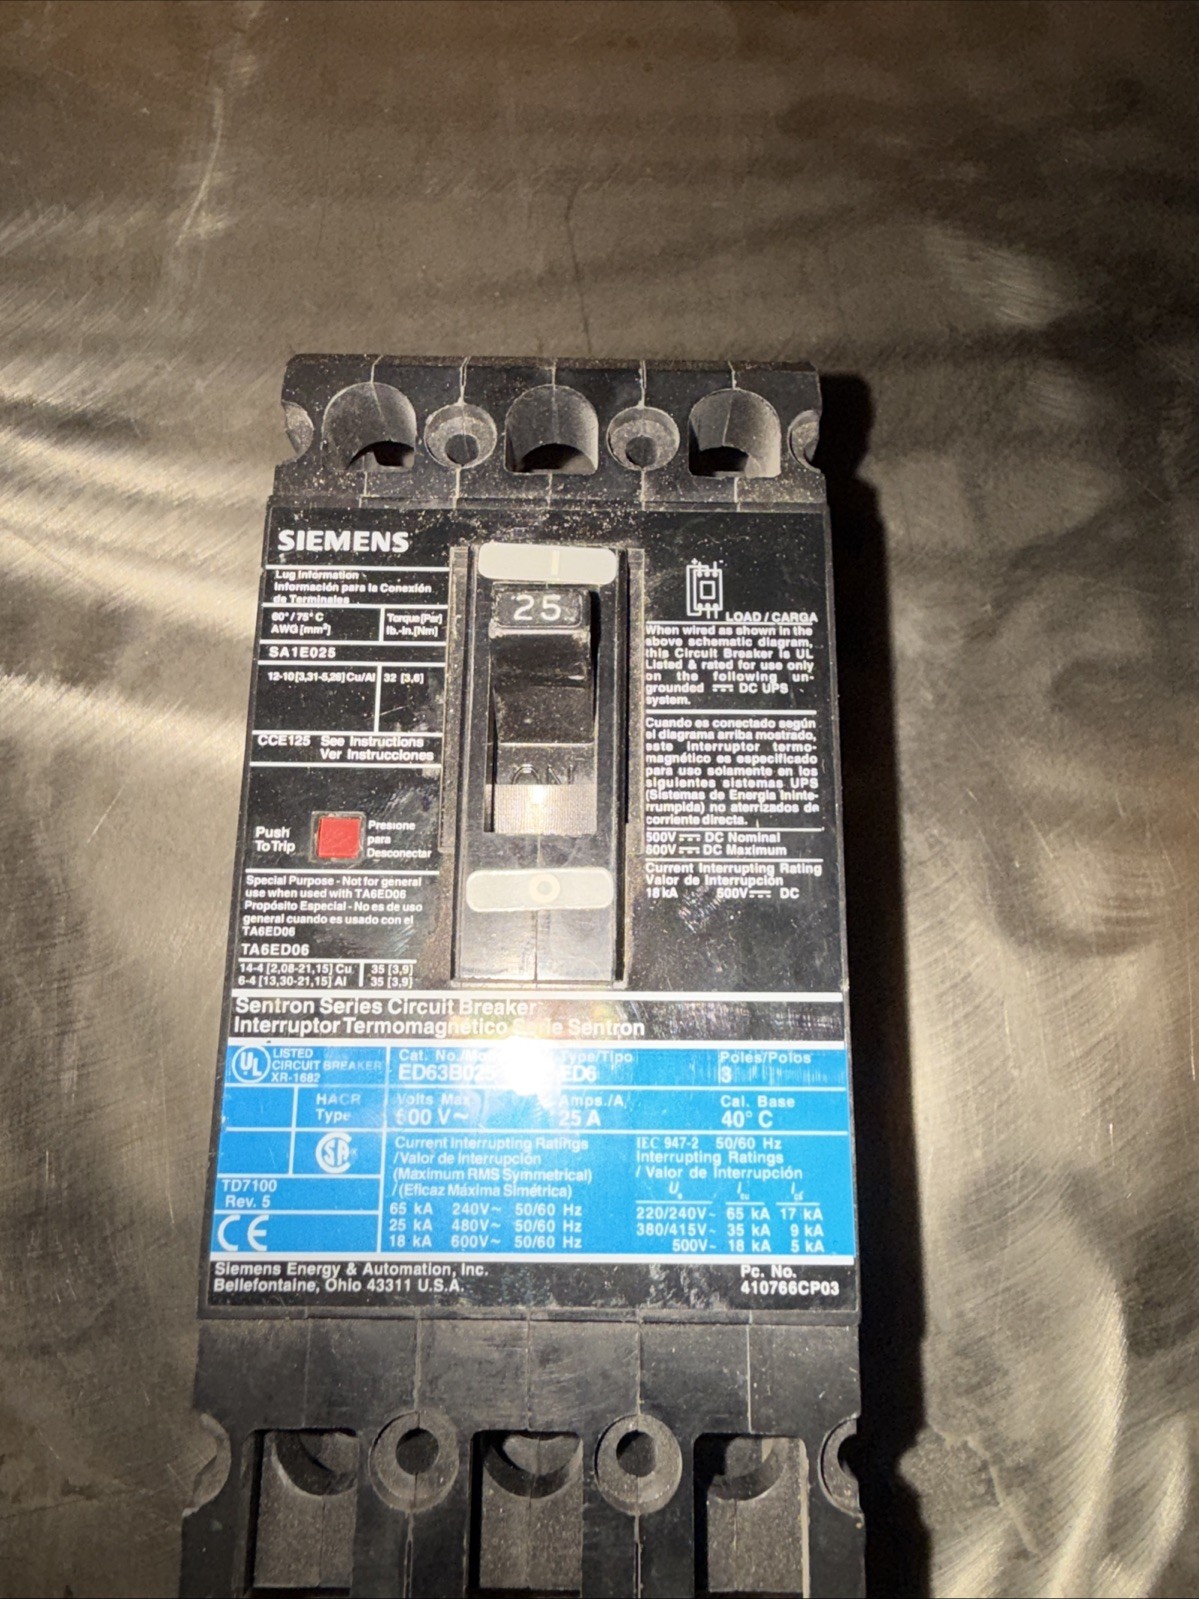 SIEMENS
Lug Information
Información para la Conexión
de Terminales
60°/75°C
AWG [mm²]
Torque[Par]
lb.-in.[Nm]
SA1E025
12-10[3,31-5,26]Cu/Al
32 [3,6]
CCE125 See Instructions
Ver Instrucciones
Push
To Trip
Presione
para
Desconectar
Special Purpose - Not for general
use when used with TA6ED06
Propósito Especial - No es de uso
general cuando es usado con el
TA6ED06
TA6ED06
14-4 [2,08-21,15] Cu 35 [3,9]
6-4 [13,30-21,15] Al 35 [3,9]
25
ON
LOAD / CARGA
When wired as shown in the
above schematic diagram,
this Circuit Breaker is UL
Listed & rated for use only
on the following un-
grounded DC UPS
system.
Cuando es conectado según
el diagrama arriba mostrado,
este interruptor termo-
magnético es especificado
para uso solamente en los
siguientes sistemas UPS
(Sistemas de Energia Ininte-
rrumpida) no aterrizados de
corriente directa.
500V DC Nominal
600V DC Maximum
Current Interrupting Rating
Valor de Interrupción
18kA 500V DC
Sentron Series Circuit Breaker
Interruptor Termomagnético Serie Sentron
UL
LISTED
CIRCUIT BREAKER
XR-1682
HACR
Type
SA
TD7100
Rev. 5
CE
Cat. No.
ED63B025
Type/Tipo
ED6
Poles/Polos
3
Volts Max
600 V~
Amps./A
25 A
Cal. Base
40° C
Current Interrupting Ratings
/Valor de Interrupción
(Maximum RMS Symmetrical)
/(Eficaz Máxima Simétrica)
65 kA 240V~ 50/60 Hz
25 kA 480V~ 50/60 Hz
18 kA 600V~ 50/60 Hz
IEC 947-2 50/60 Hz
Interrupting Ratings
/ Valor de Interrupción
220/240V~ 65 kA 17 kA
380/415V~ 35 kA 9 kA
500V~ 18 kA 5 kA
Siemens Energy & Automation, Inc.
Bellefontaine, Ohio 43311 U.S.A.
Pc. No.
410766CP03